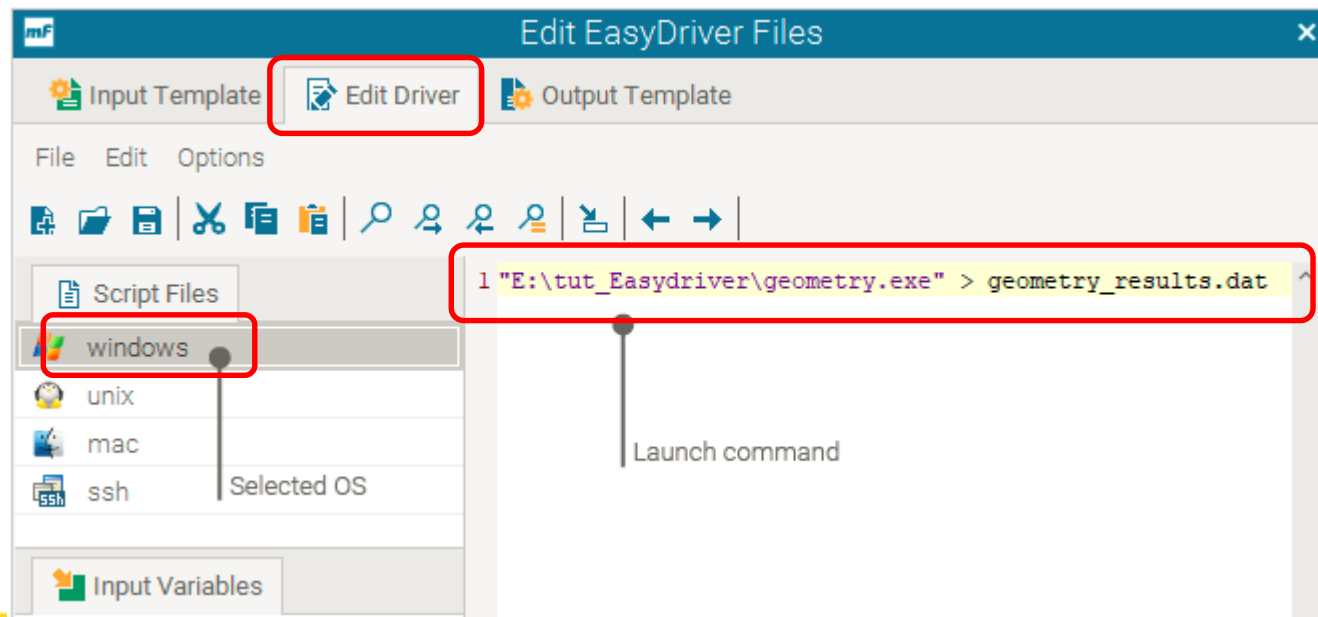 mF Edit EasyDriver Files
Input Template Edit Driver Output Template
File Edit Options
Script Files
windows
unix
mac
ssh
Selected OS
Input Variables
1 "E:\tut_Easydriver\geometry.exe" > geometry_results.dat
Launch command